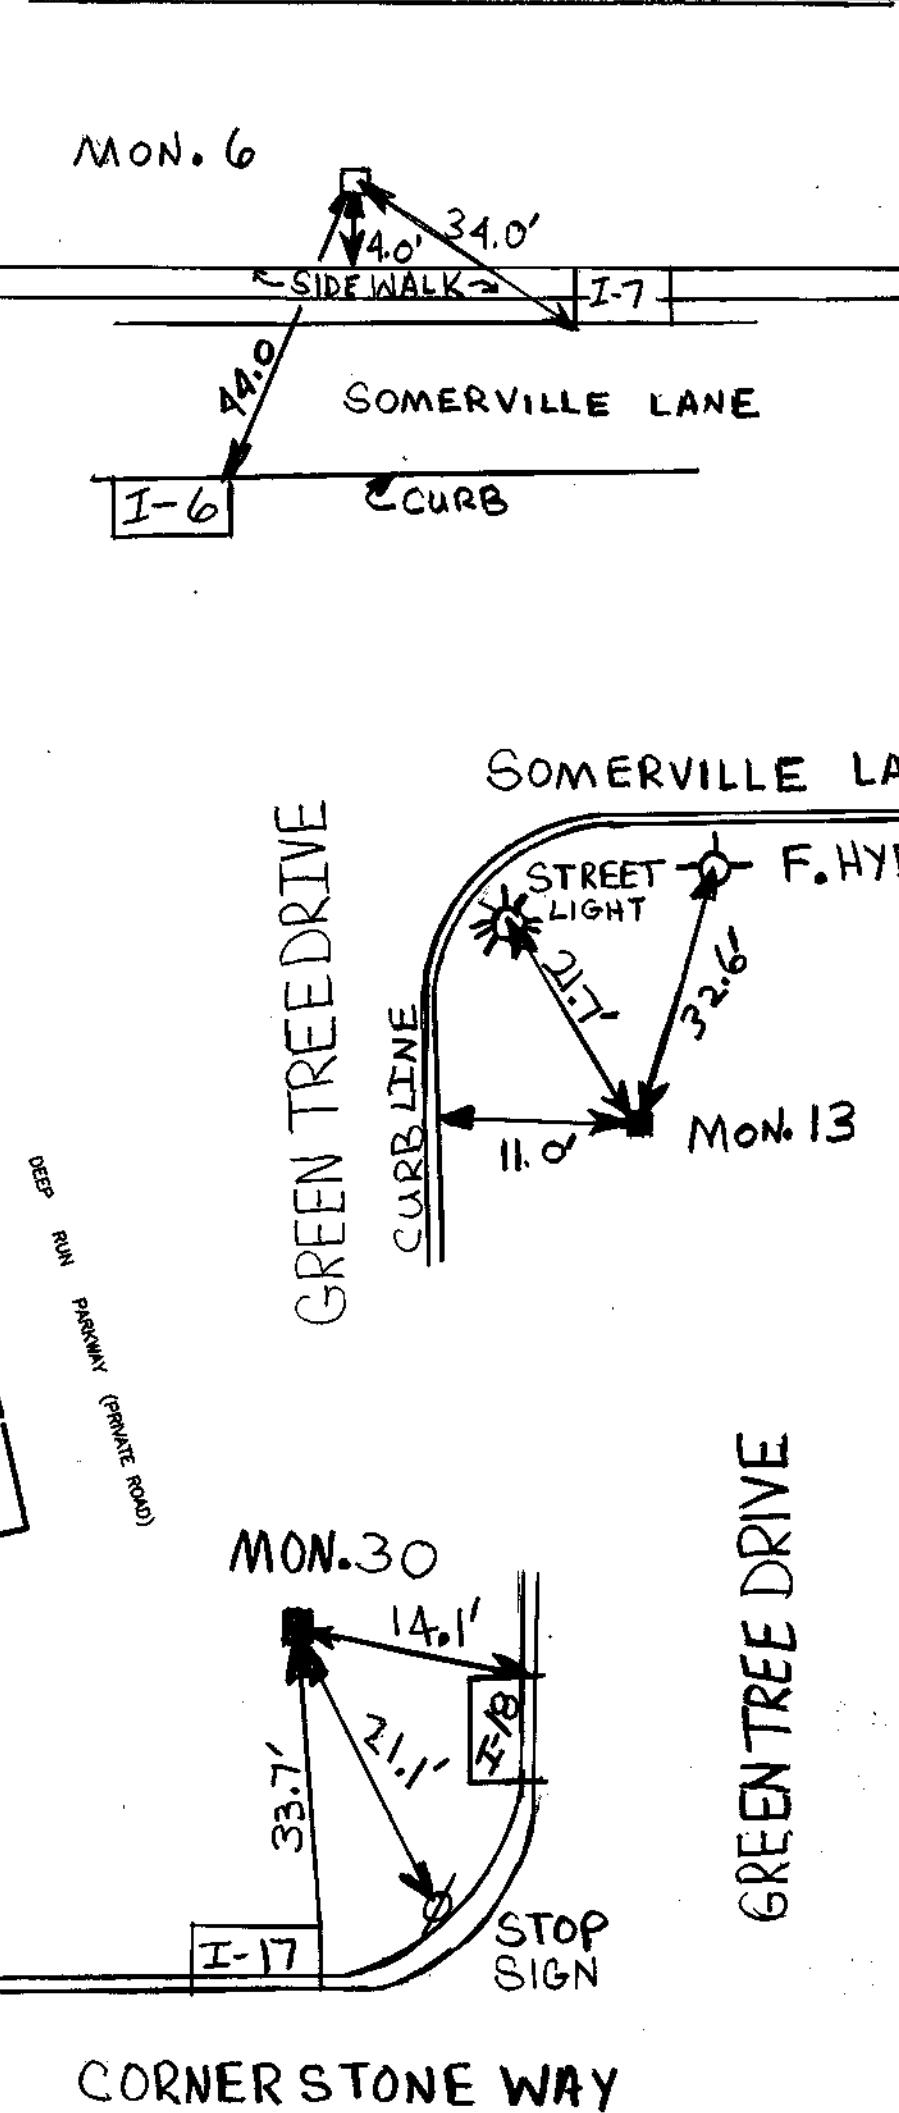 MON. 6
34.0'
4.0'
SIDEWALK
I-7
44.0
SOMERVILLE LANE
I-6
CURB
SOMERVILLE LA
GREEN TREE DRIVE
STREET
LIGHT
F. HY
21.7'
32.6'
CURB LINE
11.0'
MON. 13
DEEP RUN PARKWAY (PRIVATE ROAD)
GREEN TREE DRIVE
MON. 30
14.1'
I-18
21.1'
33.7'
STOP
SIGN
I-17
CORNERSTONE WAY